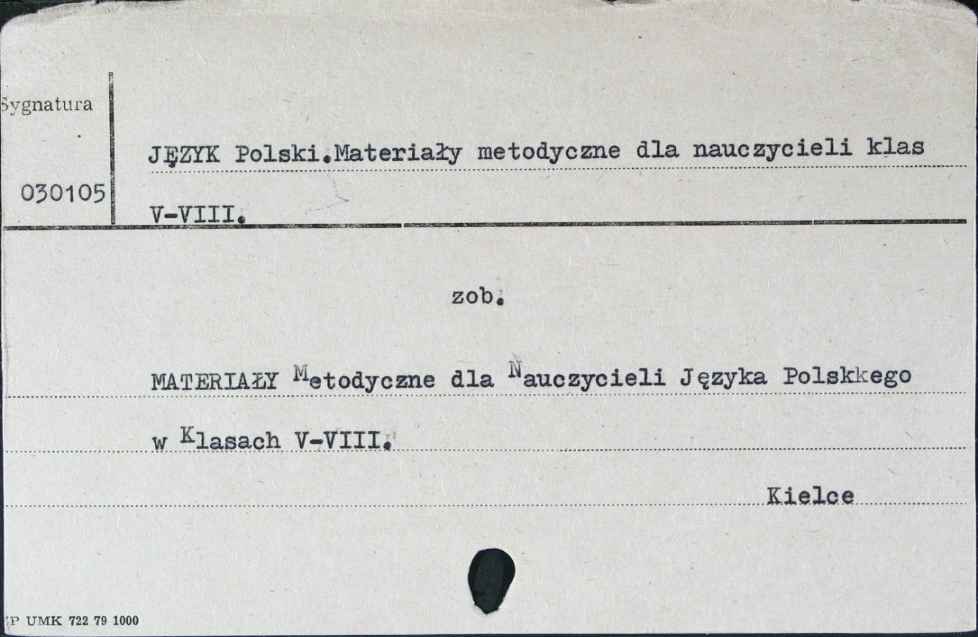 Sygnatura
JĘZYK Polski.Materiały metodyczne dla nauczycieli klas
030105
V-VIII.
zob.
MATERIAŁY Metodyczne dla Nauczycieli Języka Polskkego
w Klasach V-VIII.
Kielce
P UMK 722 79 1000